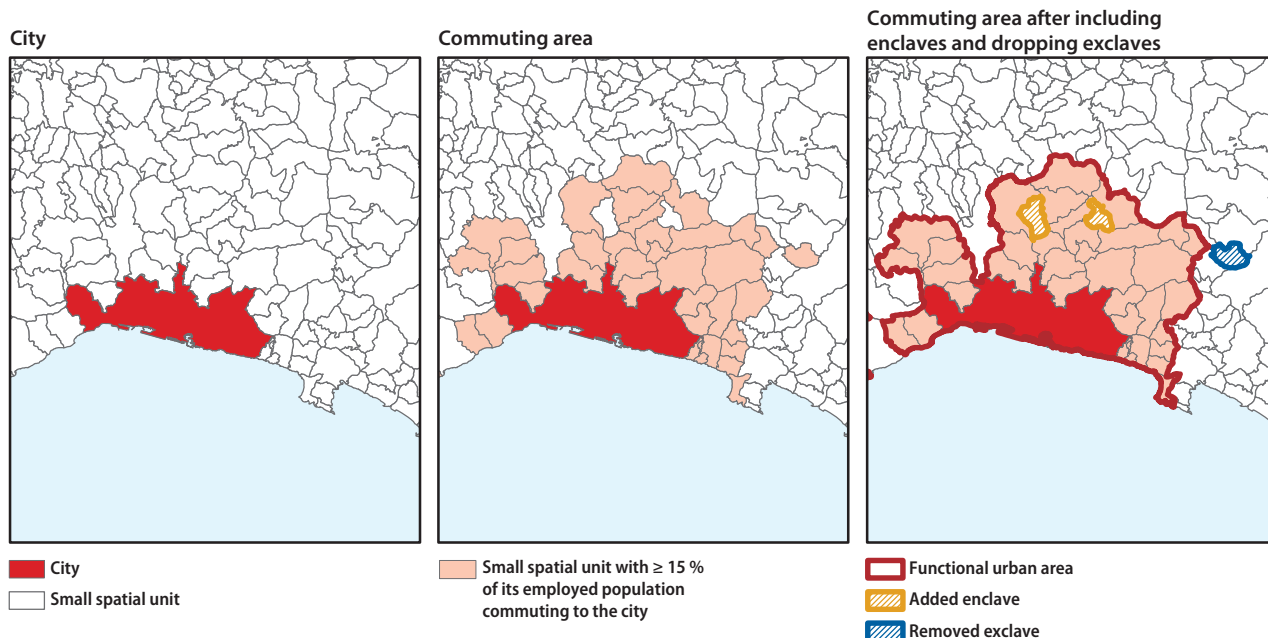 City
Commuting area
Commuting area after including
enclaves and dropping exclaves
City
Small spatial unit
Small spatial unit with ≥ 15 %
of its employed population
commuting to the city
Functional urban area
Added enclave
Removed exclave